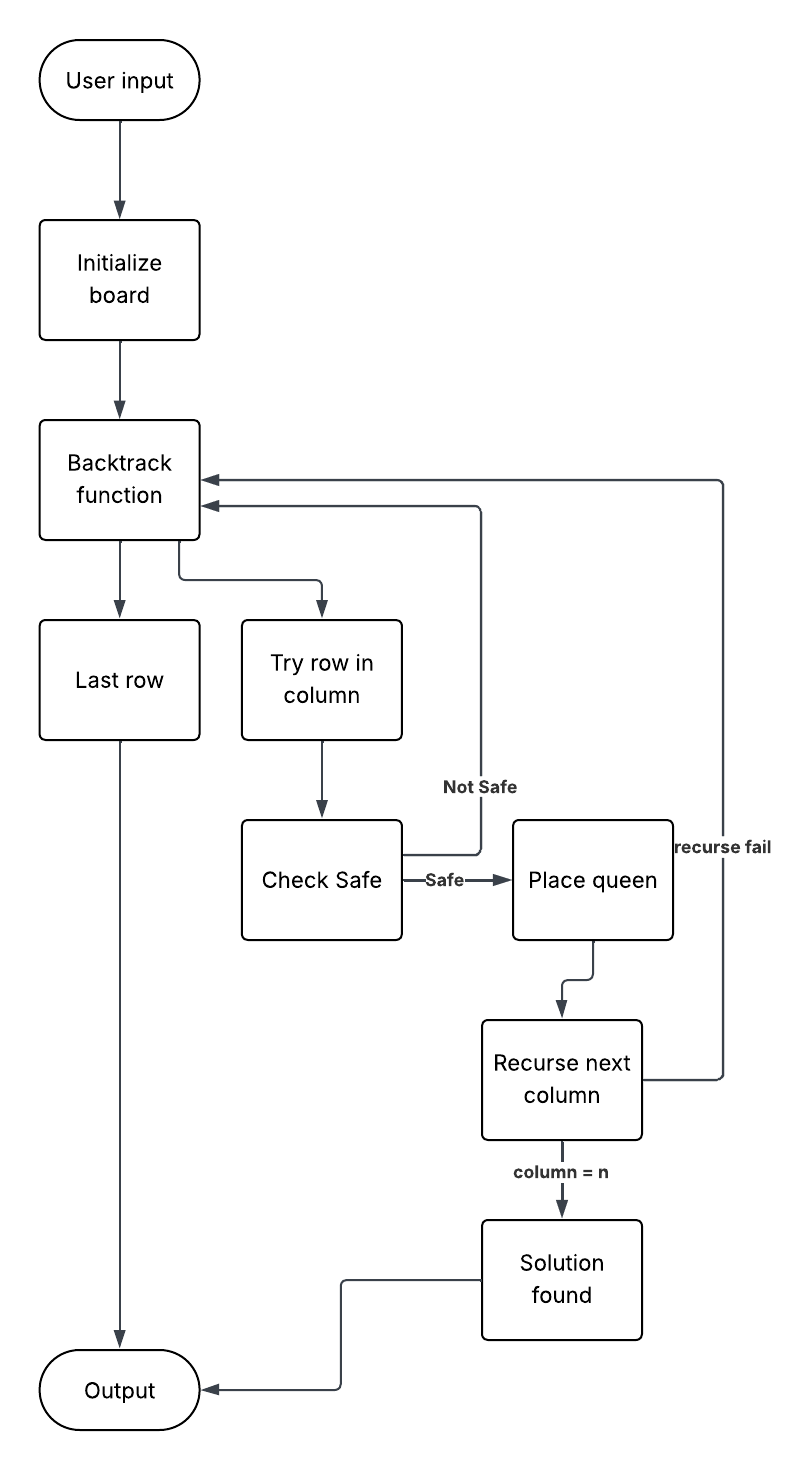 User input
Initialize
board
Backtrack
function
Last row
Try row in
column
Not Safe
Check Safe
Safe
Place queen
recurse fail
Recurse next
column
column = n
Solution
found
Output